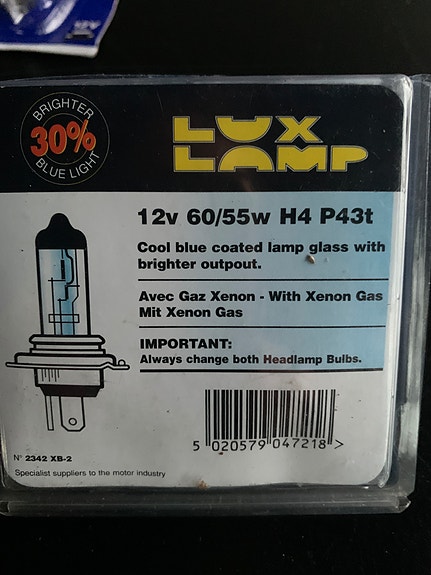 12V
BRIGHTER
30%
BLUE LIGHT
LUX
LAMP
12v 60/55w H4 P43t
Cool blue coated lamp glass with
brighter outpout.
Avec Gaz Xenon - With Xenon Gas
Mit Xenon Gas
IMPORTANT:
Always change both Headlamp Bulbs.
5 020579 047218 >
N° 2342 XB-2
Specialist suppliers to the motor industry